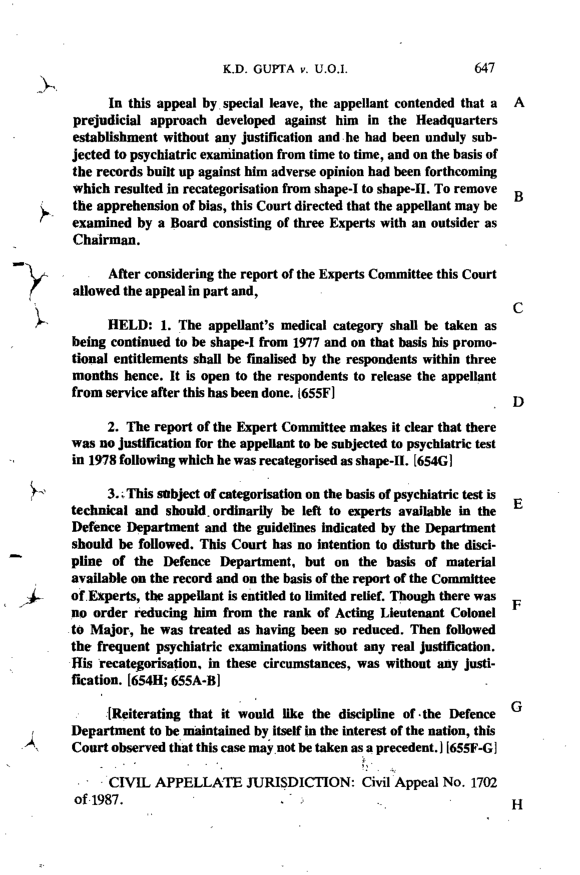 K.D. GUPTA v. U.O.I. 647
In this appeal by special leave, the appellant contended that a A
prejudicial approach developed against him in the Headquarters
establishment without any justification and he had been unduly sub-
jected to psychiatric examination from time to time, and on the basis of
the records built up against him adverse opinion had been forthcoming
which resulted in recategorisation from shape-I to shape-II. To remove
B
the apprehension of bias, this Court directed that the appellant may be
examined by a Board consisting of three Experts with an outsider as
Chairman.
After considering the report of the Experts Committee this Court
allowed the appeal in part and,
C
HELD: 1. The appellant's medical category shall be taken as
being continued to be shape-I from 1977 and on that basis his promo-
tional entitlements shall be finalised by the respondents within three
months hence. It is open to the respondents to release the appellant
from service after this has been done. [655F]
D
2. The report of the Expert Committee makes it clear that there
was no justification for the appellant to be subjected to psychiatric test
in 1978 following which he was recategorised as shape-II. [654G]
3. This subject of categorisation on the basis of psychiatric test is
E
technical and should ordinarily be left to experts available in the
Defence Department and the guidelines indicated by the Department
should be followed. This Court has no intention to disturb the disci-
pline of the Defence Department, but on the basis of material
available on the record and on the basis of the report of the Committee
of Experts, the appellant is entitled to limited relief. Though there was
F
no order reducing him from the rank of Acting Lieutenant Colonel
to Major, he was treated as having been so reduced. Then followed
the frequent psychiatric examinations without any real justification.
His recategorisation, in these circumstances, was without any justi-
fication. [654H; 655A-B]
[Reiterating that it would like the discipline of the Defence G
Department to be maintained by itself in the interest of the nation, this
Court observed that this case may not be taken as a precedent.] [655F-G]
CIVIL APPELLATE JURISDICTION: Civil Appeal No. 1702
of 1987.
H